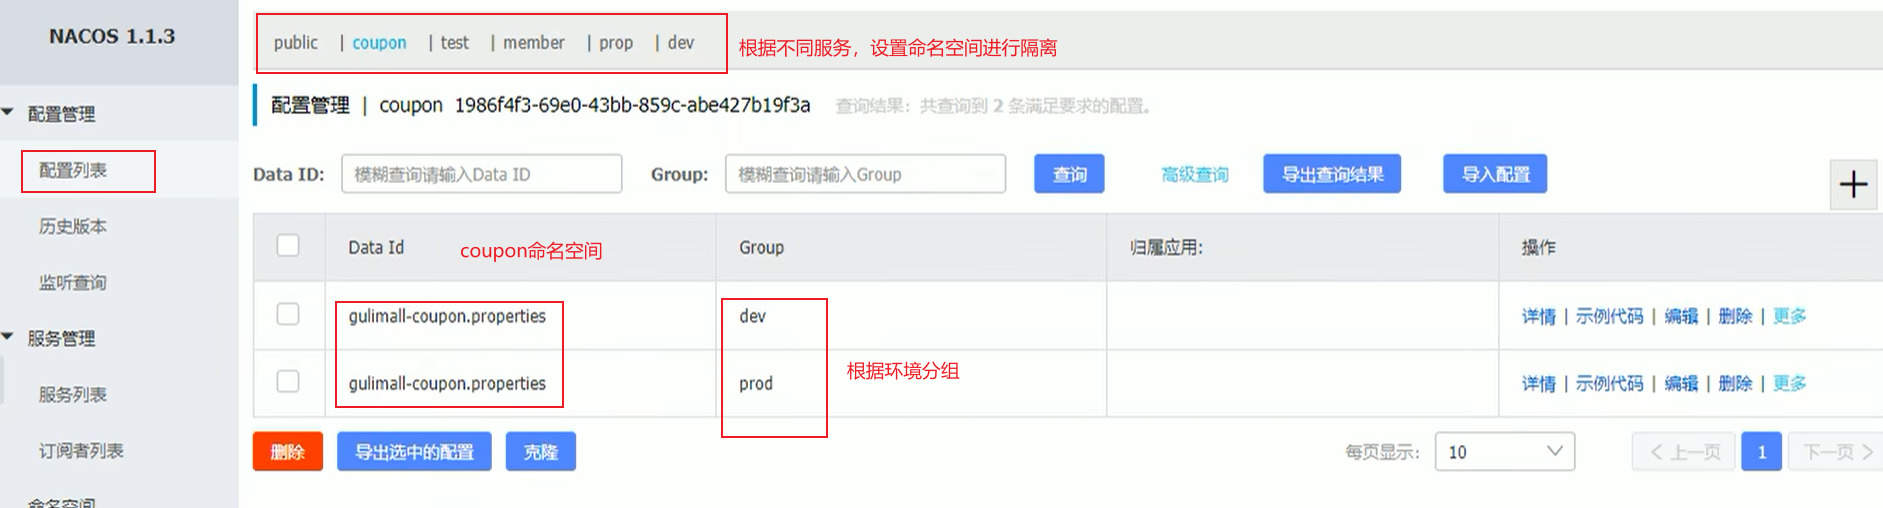 NACOS 1.1.3
public | coupon | test | member | prop | dev
根据不同服务，设置命名空间进行隔离
配置管理
配置列表
历史版本
监听查询
服务管理
服务列表
订阅者列表
命名空间
配置管理 | coupon 1986f4f3-69e0-43bb-859c-abe427b19f3a 查询结果：共查询到 2 条满足要求的配置。
Data ID: 模糊查询请输入Data ID Group: 模糊查询请输入Group 查询 高级查询 导出查询结果 导入配置
Data Id coupon命名空间 Group 归属应用: 操作
gulimall-coupon.properties dev 详情 | 示例代码 | 编辑 | 删除 | 更多
gulimall-coupon.properties prod 详情 | 示例代码 | 编辑 | 删除 | 更多
根据环境分组
删除 导出选中的配置 克隆 每页显示: 10 < 上一页 1 下一页 >